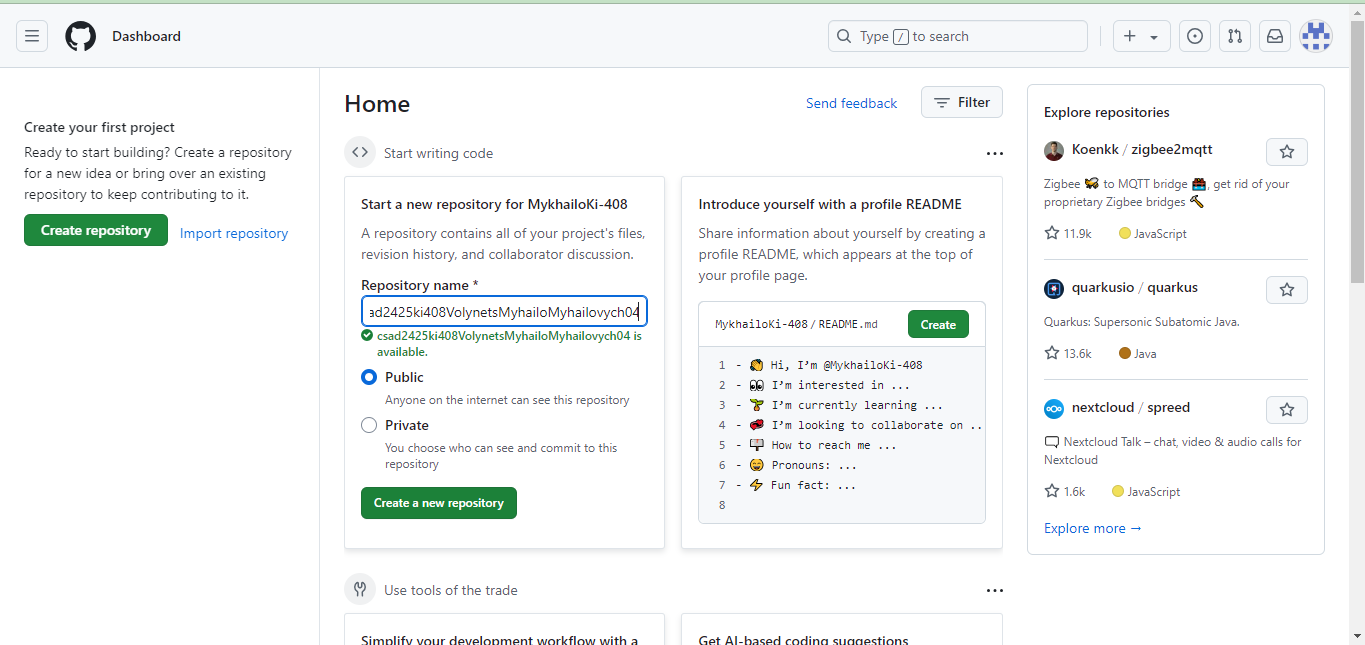 Dashboard
Type / to search
Create your first project
Ready to start building? Create a repository
for a new idea or bring over an existing
repository to keep contributing to it.
Create repository
Import repository
Home
Send feedback
Filter
Start writing code
Start a new repository for MykhailoKi-408
A repository contains all of your project's files,
revision history, and collaborator discussion.
Repository name *
ad2425ki408VolynetsMyhailoMyhailovych04
csad2425ki408VolynetsMyhailoMyhailovych04 is
available.
Public
Anyone on the internet can see this repository
Private
You choose who can see and commit to this
repository
Create a new repository
Introduce yourself with a profile README
Share information about yourself by creating a
profile README, which appears at the top of
your profile page.
MykhailoKi-408 / README.md
Create
1 - 👋 Hi, I’m @MykhailoKi-408
2 - 👀 I’m interested in ...
3 - 🌱 I’m currently learning ...
4 - 💞️ I’m looking to collaborate on ..
5 - 📫 How to reach me ...
6 - 😄 Pronouns: ...
7 - ⚡ Fun fact: ...
8
Use tools of the trade
Simplify your development workflow with a
Get AI-based coding suggestions
Explore repositories
Koenkk / zigbee2mqtt
Zigbee 🐝 to MQTT bridge 🌉, get rid of your
proprietary Zigbee bridges 🔨
11.9k JavaScript
quarkusio / quarkus
Quarkus: Supersonic Subatomic Java.
13.6k Java
nextcloud / spreed
🗨️ Nextcloud Talk – chat, video & audio calls for
Nextcloud
1.6k JavaScript
Explore more →